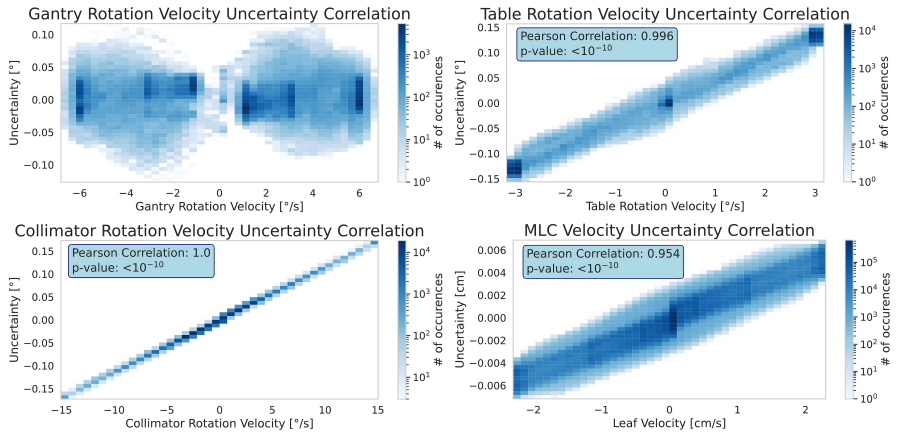 Gantry Rotation Velocity Uncertainty Correlation
0.10
0.05
0.00
−0.05
−0.10
Uncertainty [°]
−6 −4 −2 0 2 4 6
Gantry Rotation Velocity [°/s]
10³
10²
10¹
10⁰
# of occurences
Table Rotation Velocity Uncertainty Correlation
Pearson Correlation: 0.996
p-value: <10⁻¹⁰
0.15
0.10
0.05
0.00
−0.05
−0.10
−0.15
Uncertainty [°]
−3 −2 −1 0 1 2 3
Table Rotation Velocity [°/s]
10⁴
10³
10²
10¹
10⁰
# of occurences
Collimator Rotation Velocity Uncertainty Correlation
Pearson Correlation: 1.0
p-value: <10⁻¹⁰
0.15
0.10
0.05
0.00
−0.05
−0.10
−0.15
Uncertainty [°]
−15 −10 −5 0 5 10 15
Collimator Rotation Velocity [°/s]
10⁴
10³
10²
10¹
# of occurences
MLC Velocity Uncertainty Correlation
Pearson Correlation: 0.954
p-value: <10⁻¹⁰
0.006
0.004
0.002
0.000
−0.002
−0.004
−0.006
Uncertainty [cm]
−2 −1 0 1 2
Leaf Velocity [cm/s]
10⁵
10⁴
10³
10²
10¹
10⁰
# of occurences